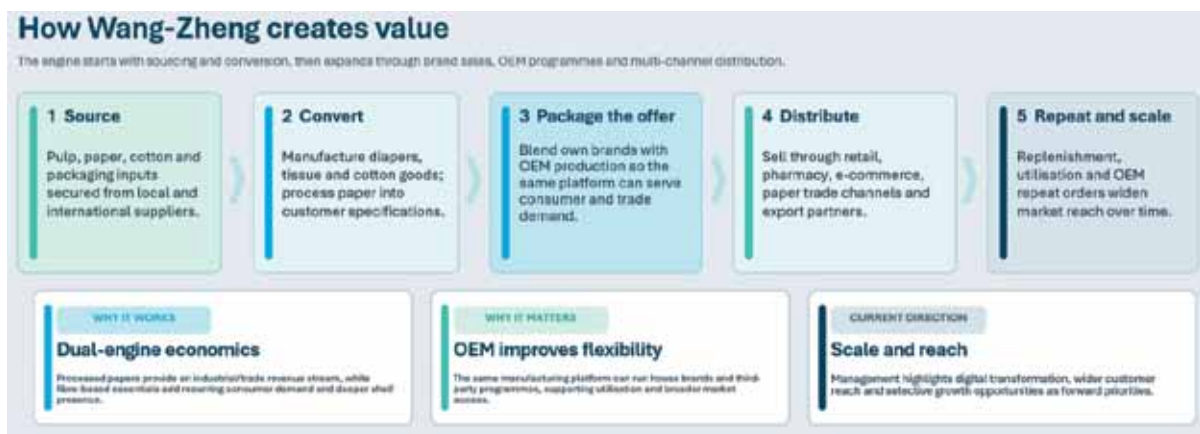 How Wang-Zheng creates value
The engine starts with sourcing and conversion, then expands through brand sales, OEM programmes and multi-channel distribution.
1 Source
Pulp, paper, cotton and
packaging inputs
secured from local and
international suppliers.
2 Convert
Manufacture diapers,
tissue and cotton goods;
process paper into
customer specifications.
3 Package the offer
Blend own brands with
OEM production so the
same platform can serve
consumer and trade
demand.
4 Distribute
Sell through retail,
pharmacy, e-commerce,
paper trade channels and
export partners.
5 Repeat and scale
Replenishment,
utilisation and OEM
repeat orders widen
market reach over time.
WHY IT WORKS
Dual-engine economics
Processed papers provide an industrial/trade revenue stream, while
fibre-based essentials add recurring consumer demand and deeper shelf
presence.
WHY IT MATTERS
OEM improves flexibility
The same manufacturing platform can run house brands and third-
party programmes, supporting utilisation and broader market
access.
CURRENT DIRECTION
Scale and reach
Management highlights digital transformation, wider customer
reach and selective growth opportunities as forward priorities.